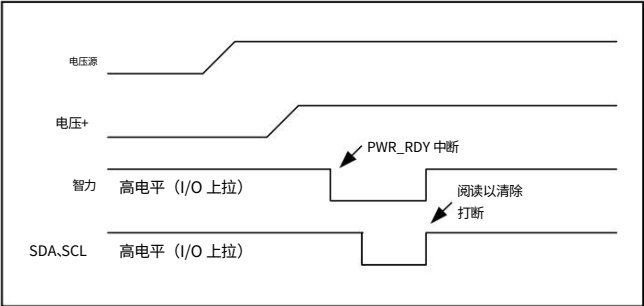 电压源
电压+
PWR_RDY 中断
智力
高电平（I/O 上拉）
阅读以清除
打断
SDA、SCL
高电平（I/O 上拉）